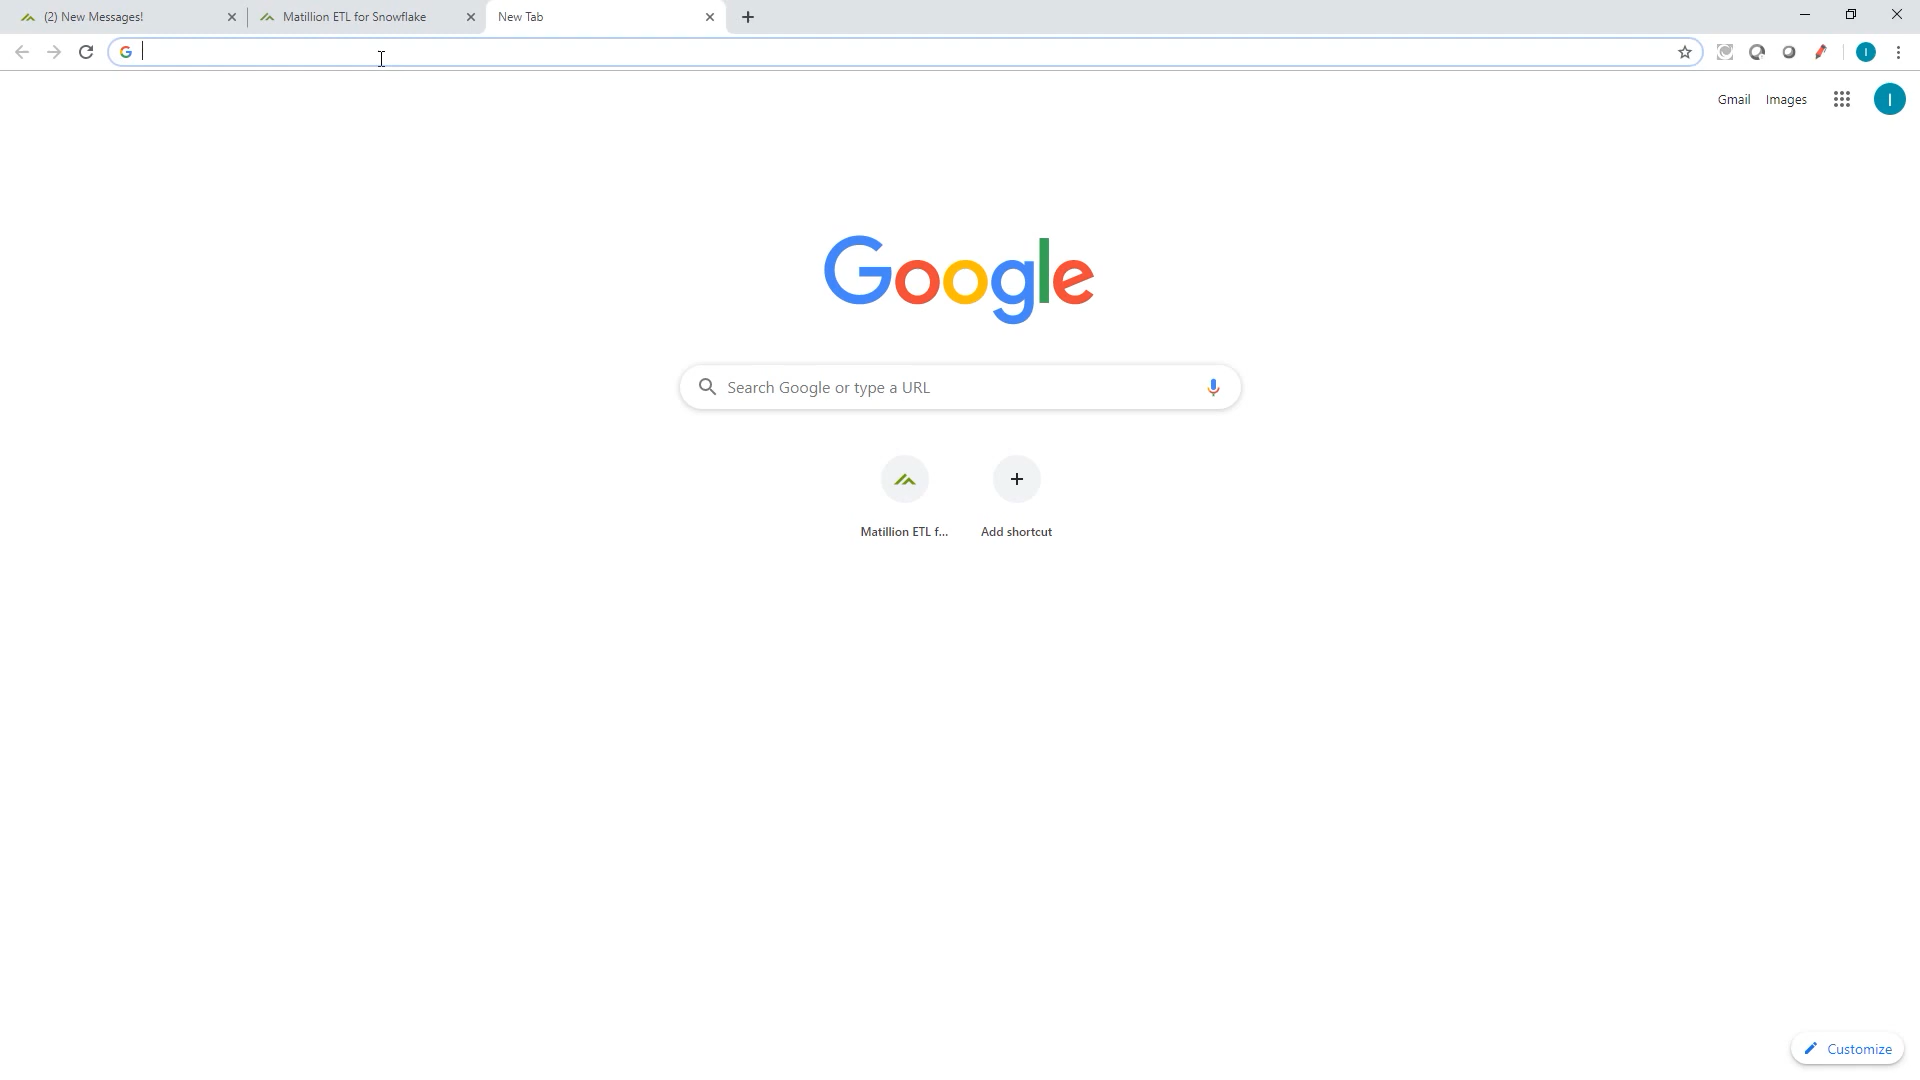 (2) New Messages!
Matillion ETL for Snowflake
New Tab
I
Gmail
Images
I
Google
Search Google or type a URL
Matillion ETL f...
Add shortcut
Customize